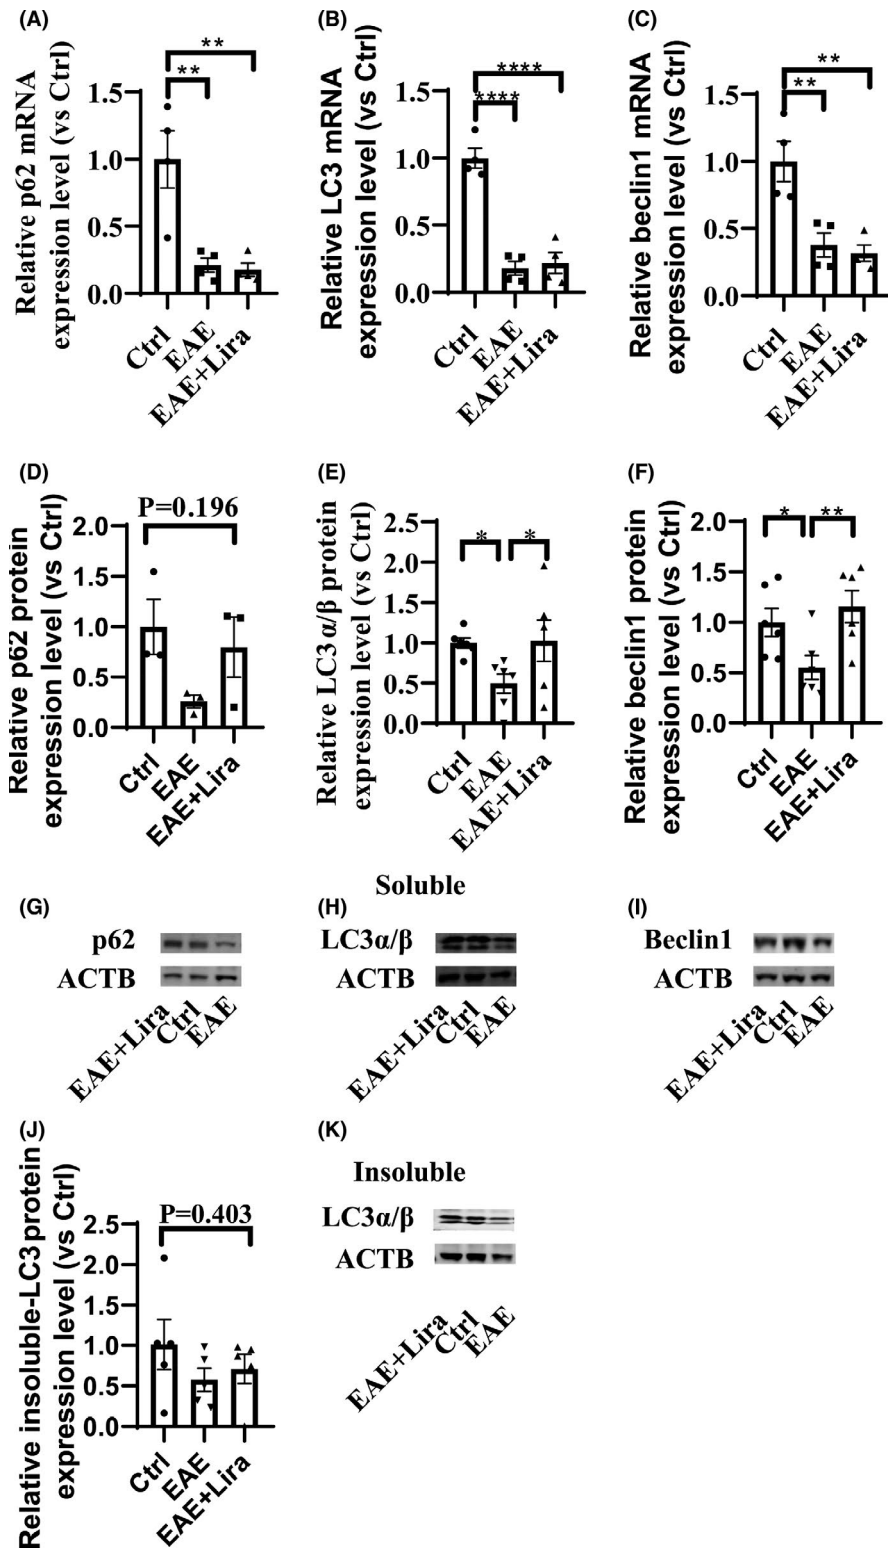 (A)
Relative p62 mRNA
expression level (vs Ctrl)
**
**
1.5
1.0
0.5
0.0
Ctrl
EAE
EAE+Lira
(B)
Relative LC3 mRNA
expression level (vs Ctrl)
****
****
1.5
1.0
0.5
0.0
Ctrl
EAE
EAE+Lira
(C)
Relative beclin1 mRNA
expression level (vs Ctrl)
**
**
1.5
1.0
0.5
0.0
Ctrl
EAE
EAE+Lira
(D)
Relative p62 protein
expression level (vs Ctrl)
P=0.196
2.0
1.5
1.0
0.5
0.0
Ctrl
EAE
EAE+Lira
(E)
Relative LC3α/β protein
expression level (vs Ctrl)
* *
2.5
2.0
1.5
1.0
0.5
0.0
Ctrl
EAE
EAE+Lira
(F)
Relative beclin1 protein
expression level (vs Ctrl)
* **
2.0
1.5
1.0
0.5
0.0
Ctrl
EAE
EAE+Lira
Soluble
(G)
p62
ACTB
EAE+Lira
Ctrl
EAE
(H)
LC3α/β
ACTB
EAE+Lira
Ctrl
EAE
(I)
Beclin1
ACTB
EAE+Lira
Ctrl
EAE
(J)
Relative insoluble-LC3 protein
expression level (vs Ctrl)
P=0.403
2.5
2.0
1.5
1.0
0.5
0.0
Ctrl
EAE
EAE+Lira
(K)
Insoluble
LC3α/β
ACTB
EAE+Lira
Ctrl
EAE